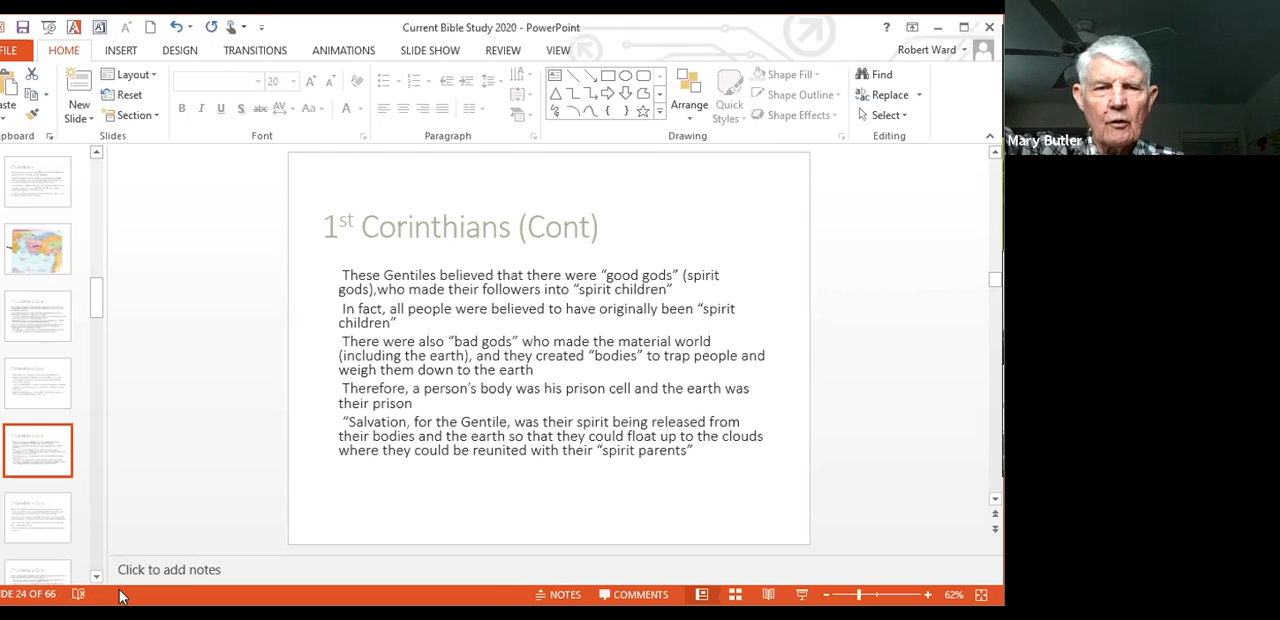 Current Bible Study 2020 - PowerPoint
FILE HOME INSERT DESIGN TRANSITIONS ANIMATIONS SLIDE SHOW REVIEW VIEW
Robert Ward
Layout
Reset
Section
New
Slide
Slides
20
B I U S abc AV Aa A
Font
Paragraph
Arrange
Quick
Styles
Shape Fill
Shape Outline
Shape Effects
Drawing
Find
Replace
Select
Editing
Mary Butler
1st Corinthians (Cont)
These Gentiles believed that there were “good gods” (spirit
gods),who made their followers into “spirit children”
In fact, all people were believed to have originally been “spirit
children”
There were also “bad gods” who made the material world
(including the earth), and they created “bodies” to trap people and
weigh them down to the earth
Therefore, a person’s body was his prison cell and the earth was
their prison
“Salvation, for the Gentile, was their spirit being released from
their bodies and the earth so that they could float up to the clouds
where they could be reunited with their “spirit parents”
Click to add notes
DE 24 OF 66
NOTES
COMMENTS
62%